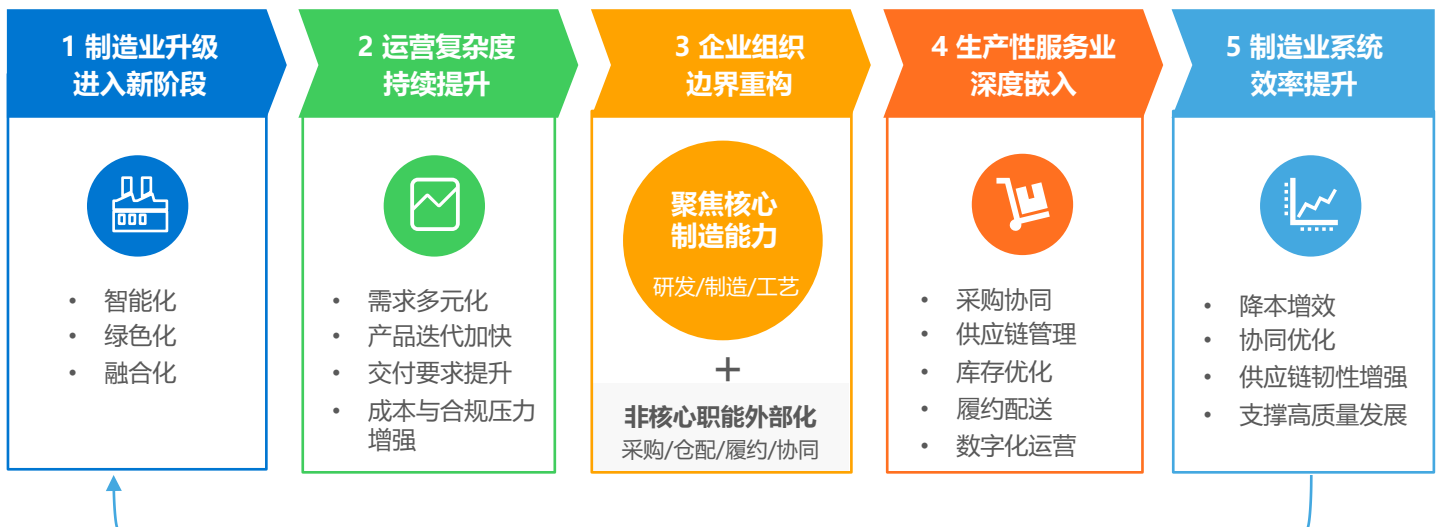 1 制造业升级
进入新阶段
• 智能化
• 绿色化
• 融合化
2 运营复杂度
持续提升
• 需求多元化
• 产品迭代加快
• 交付要求提升
• 成本与合规压力
增强
3 企业组织
边界重构
聚焦核心
制造能力
研发/制造/工艺
+
非核心职能外部化
采购/仓配/履约/协同
4 生产性服务业
深度嵌入
• 采购协同
• 供应链管理
• 库存优化
• 履约配送
• 数字化运营
5 制造业系统
效率提升
• 降本增效
• 协同优化
• 供应链韧性增强
• 支撑高质量发展